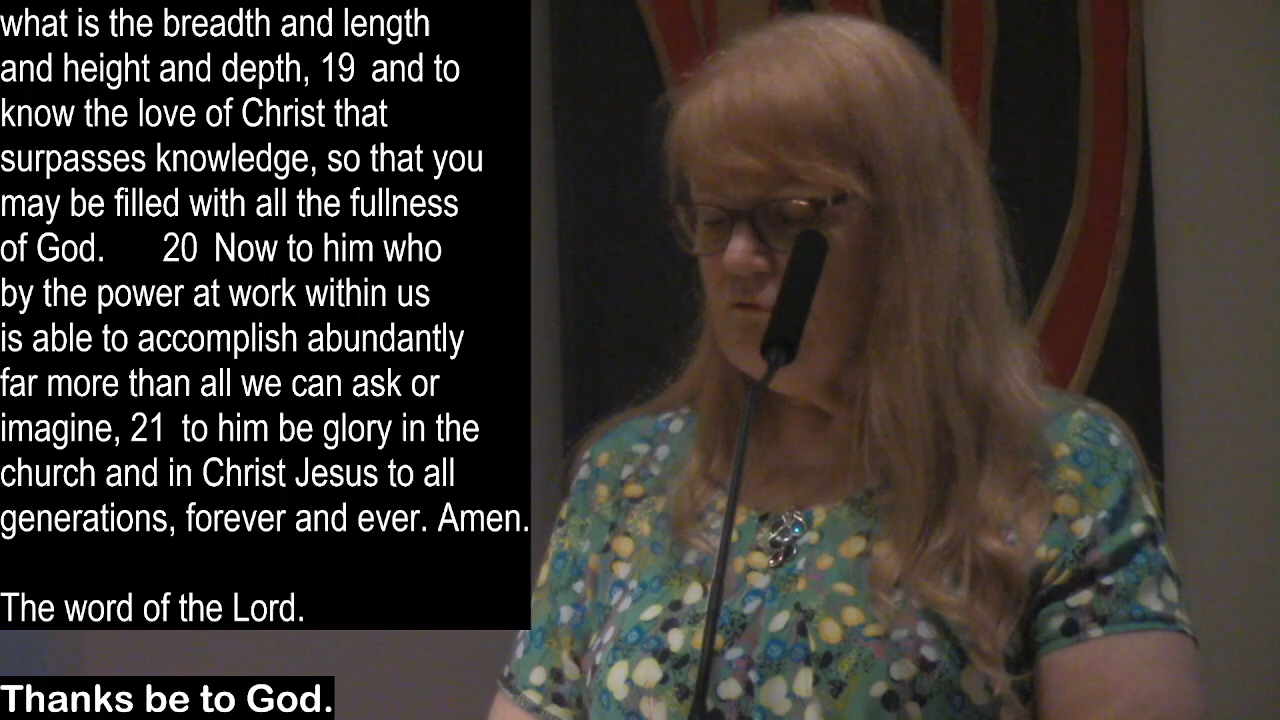 what is the breadth and length
and height and depth, 19 and to
know the love of Christ that
surpasses knowledge, so that you
may be filled with all the fullness
of God. 20 Now to him who
by the power at work within us
is able to accomplish abundantly
far more than all we can ask or
imagine, 21 to him be glory in the
church and in Christ Jesus to all
generations, forever and ever. Amen.
The word of the Lord.
Thanks be to God.